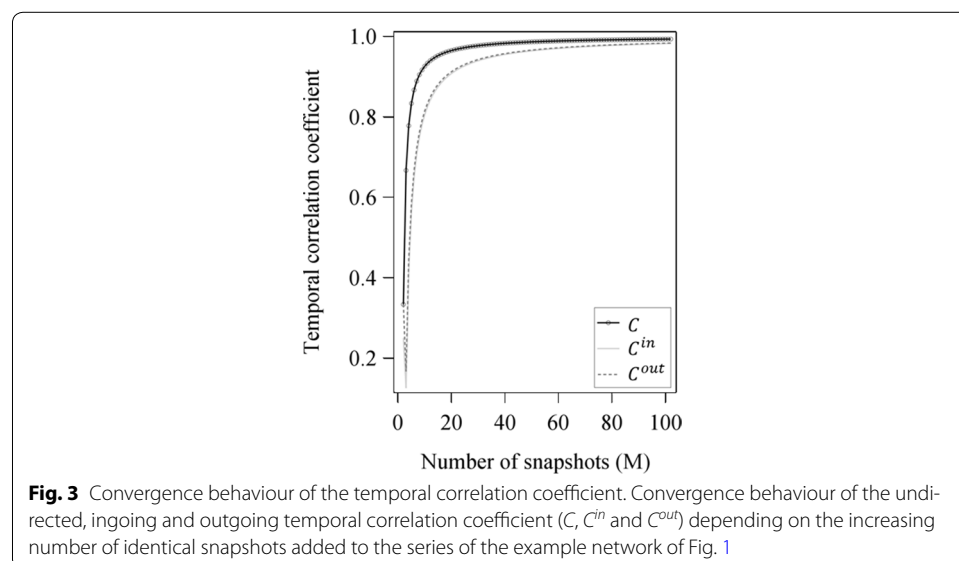 1.0
0.8
0.6
0.4
0.2
Temporal correlation coefficient
C
C^in
C^out
0 20 40 60 80 100
Number of snapshots (M)
Fig. 3 Convergence behaviour of the temporal correlation coefficient. Convergence behaviour of the undi-
rected, ingoing and outgoing temporal correlation coefficient (C, C^in and C^out) depending on the increasing
number of identical snapshots added to the series of the example network of Fig. 1